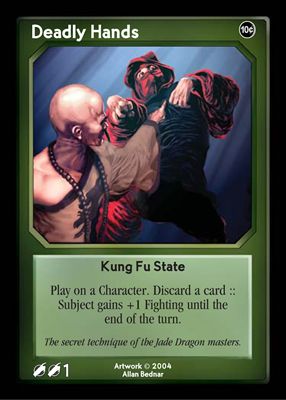 Deadly Hands
10¢
Kung Fu State
Play on a Character. Discard a card ::
Subject gains +1 Fighting until the
end of the turn.
The secret technique of the Jade Dragon masters.
1
Artwork © 2004
Allan Bednar